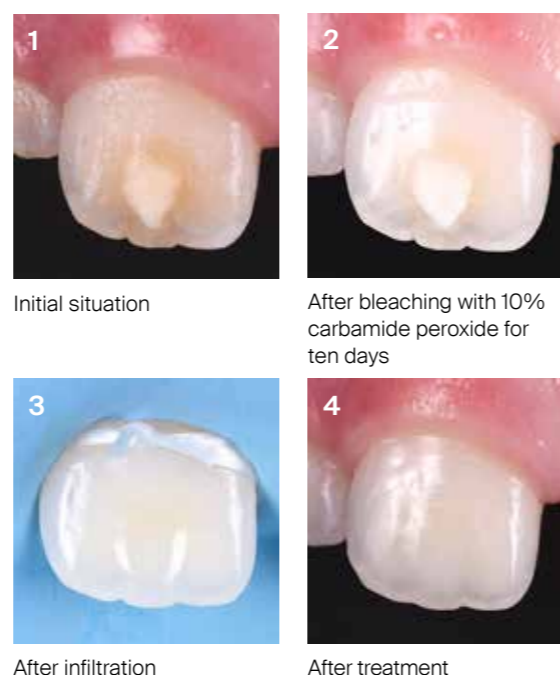 1
2
Initial situation
After bleaching with 10%
carbamide peroxide for
ten days
3
4
After infiltration
After treatment